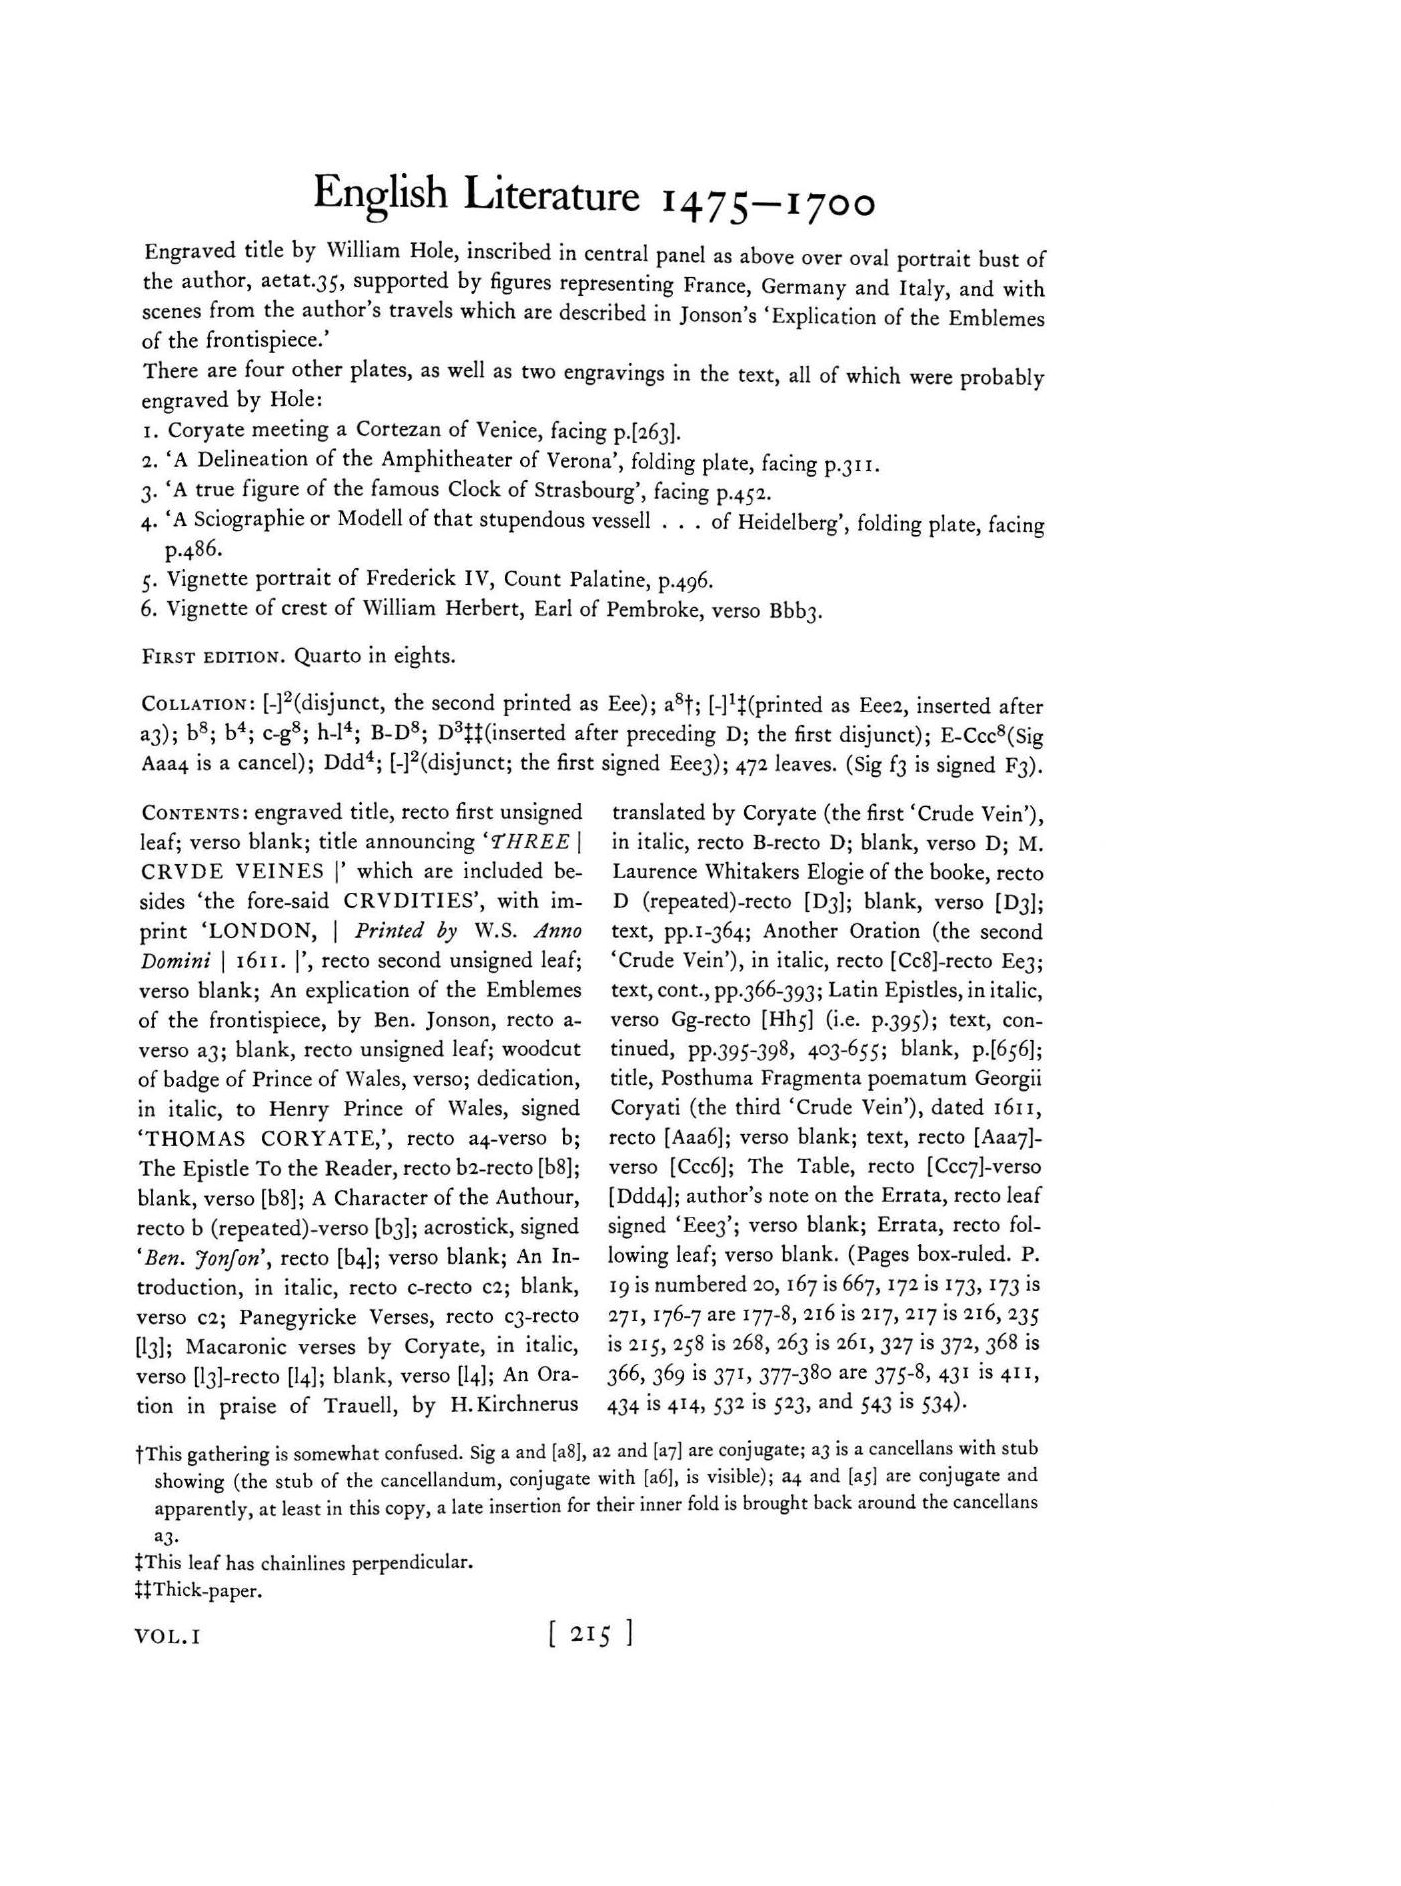 English Literature 1475—1700
Engraved title by William Hole, inscribed in central panel as above over oval portrait bust of
the author, aetat.35, supported by figures representing France, Germany and Italy, and with
scenes from the author's travels which are described in Jonson's ‘Explication of the Emblemes
of the frontispiece.’
There are four other plates, as well as two engravings in the text, all of which were probably
engraved by Hole:
1. Coryate meeting a Cortezan of Venice, facing p.[263].
2. ‘A Delineation of the Amphitheater of Verona’, folding plate, facing p.311.
3. ‘A true figure of the famous Clock of Strasbourg’, facing p.452.
4. ‘A Sciographie or Modell of that stupendous vessell . . . of Heidelberg’, folding plate, facing
p.486.
5. Vignette portrait of Frederick IV, Count Palatine, p.496.
6. Vignette of crest of William Herbert, Earl of Pembroke, verso Bbb3.
FIRST EDITION. Quarto in eights.
COLLATION: [-]²(disjunct, the second printed as Eee); a⁸†; [-]¹‡(printed as Eee2, inserted after
a3); b⁸; b⁴; c-g⁸; h-l⁴; B-D⁸; D³‡‡(inserted after preceding D; the first disjunct); E-Ccc⁸(Sig
Aaa4 is a cancel); Ddd⁴; [-]²(disjunct; the first signed Eee3); 472 leaves. (Sig f3 is signed F3).
CONTENTS: engraved title, recto first unsigned
leaf; verso blank; title announcing ‘THREE |
CRVDE VEINES |’ which are included be-
sides ‘the fore-said CRVDITIES’, with im-
print ‘LONDON, | Printed by W.S. Anno
Domini | 1611. |’, recto second unsigned leaf;
verso blank; An explication of the Emblemes
of the frontispiece, by Ben. Jonson, recto a-
verso a3; blank, recto unsigned leaf; woodcut
of badge of Prince of Wales, verso; dedication,
in italic, to Henry Prince of Wales, signed
‘THOMAS CORYATE,’, recto a4-verso b;
The Epistle To the Reader, recto b2-recto [b8];
blank, verso [b8]; A Character of the Authour,
recto b (repeated)-verso [b3]; acrostick, signed
‘Ben. Jonſon’, recto [b4]; verso blank; An In-
troduction, in italic, recto c-recto c2; blank,
verso c2; Panegyricke Verses, recto c3-recto
[l3]; Macaronic verses by Coryate, in italic,
verso [l3]-recto [l4]; blank, verso [l4]; An Ora-
tion in praise of Trauell, by H.Kirchnerus
translated by Coryate (the first ‘Crude Vein’),
in italic, recto B-recto D; blank, verso D; M.
Laurence Whitakers Elogie of the booke, recto
D (repeated)-recto [D3]; blank, verso [D3];
text, pp.1-364; Another Oration (the second
‘Crude Vein’), in italic, recto [Cc8]-recto Ee3;
text, cont., pp.366-393; Latin Epistles, in italic,
verso Gg-recto [Hh5] (i.e. p.395); text, con-
tinued, pp.395-398, 403-655; blank, p.[656];
title, Posthuma Fragmenta poematum Georgii
Coryati (the third ‘Crude Vein’), dated 1611,
recto [Aaa6]; verso blank; text, recto [Aaa7]-
verso [Ccc6]; The Table, recto [Ccc7]-verso
[Ddd4]; author's note on the Errata, recto leaf
signed ‘Eee3’; verso blank; Errata, recto fol-
lowing leaf; verso blank. (Pages box-ruled. P.
19 is numbered 20, 167 is 667, 172 is 173, 173 is
271, 176-7 are 177-8, 216 is 217, 217 is 216, 235
is 215, 258 is 268, 263 is 261, 327 is 372, 368 is
366, 369 is 371, 377-380 are 375-8, 431 is 411,
434 is 414, 532 is 523, and 543 is 534).
†This gathering is somewhat confused. Sig a and [a8], a2 and [a7] are conjugate; a3 is a cancellans with stub
showing (the stub of the cancellandum, conjugate with [a6], is visible); a4 and [a5] are conjugate and
apparently, at least in this copy, a late insertion for their inner fold is brought back around the cancellans
a3.
‡This leaf has chainlines perpendicular.
‡‡Thick-paper.
VOL.I [ 215 ]